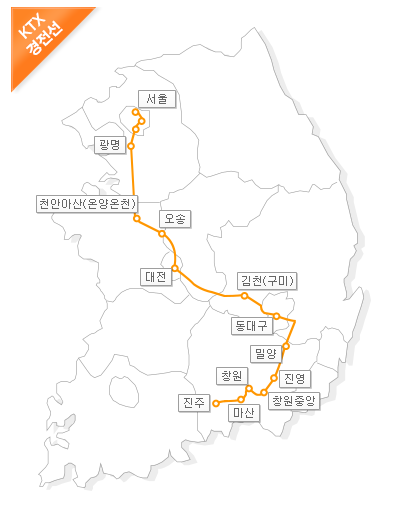 KTX
경전선
서울
광명
천안아산(온양온천)
오송
대전
김천(구미)
동대구
밀양
창원
진영
진주
마산
창원중앙